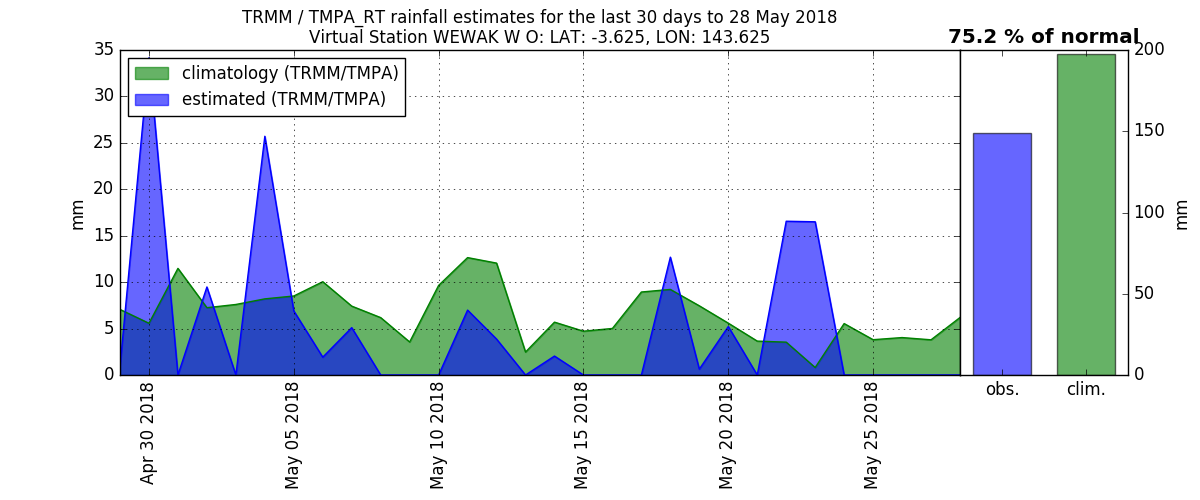 TRMM / TMPA_RT rainfall estimates for the last 30 days to 28 May 2018
Virtual Station WEWAK W O: LAT: -3.625, LON: 143.625
75.2 % of normal
climatology (TRMM/TMPA)
estimated (TRMM/TMPA)
35
30
25
20
15
10
5
0
mm
Apr 30 2018
May 05 2018
May 10 2018
May 15 2018
May 20 2018
May 25 2018
200
150
100
50
0
mm
obs.
clim.